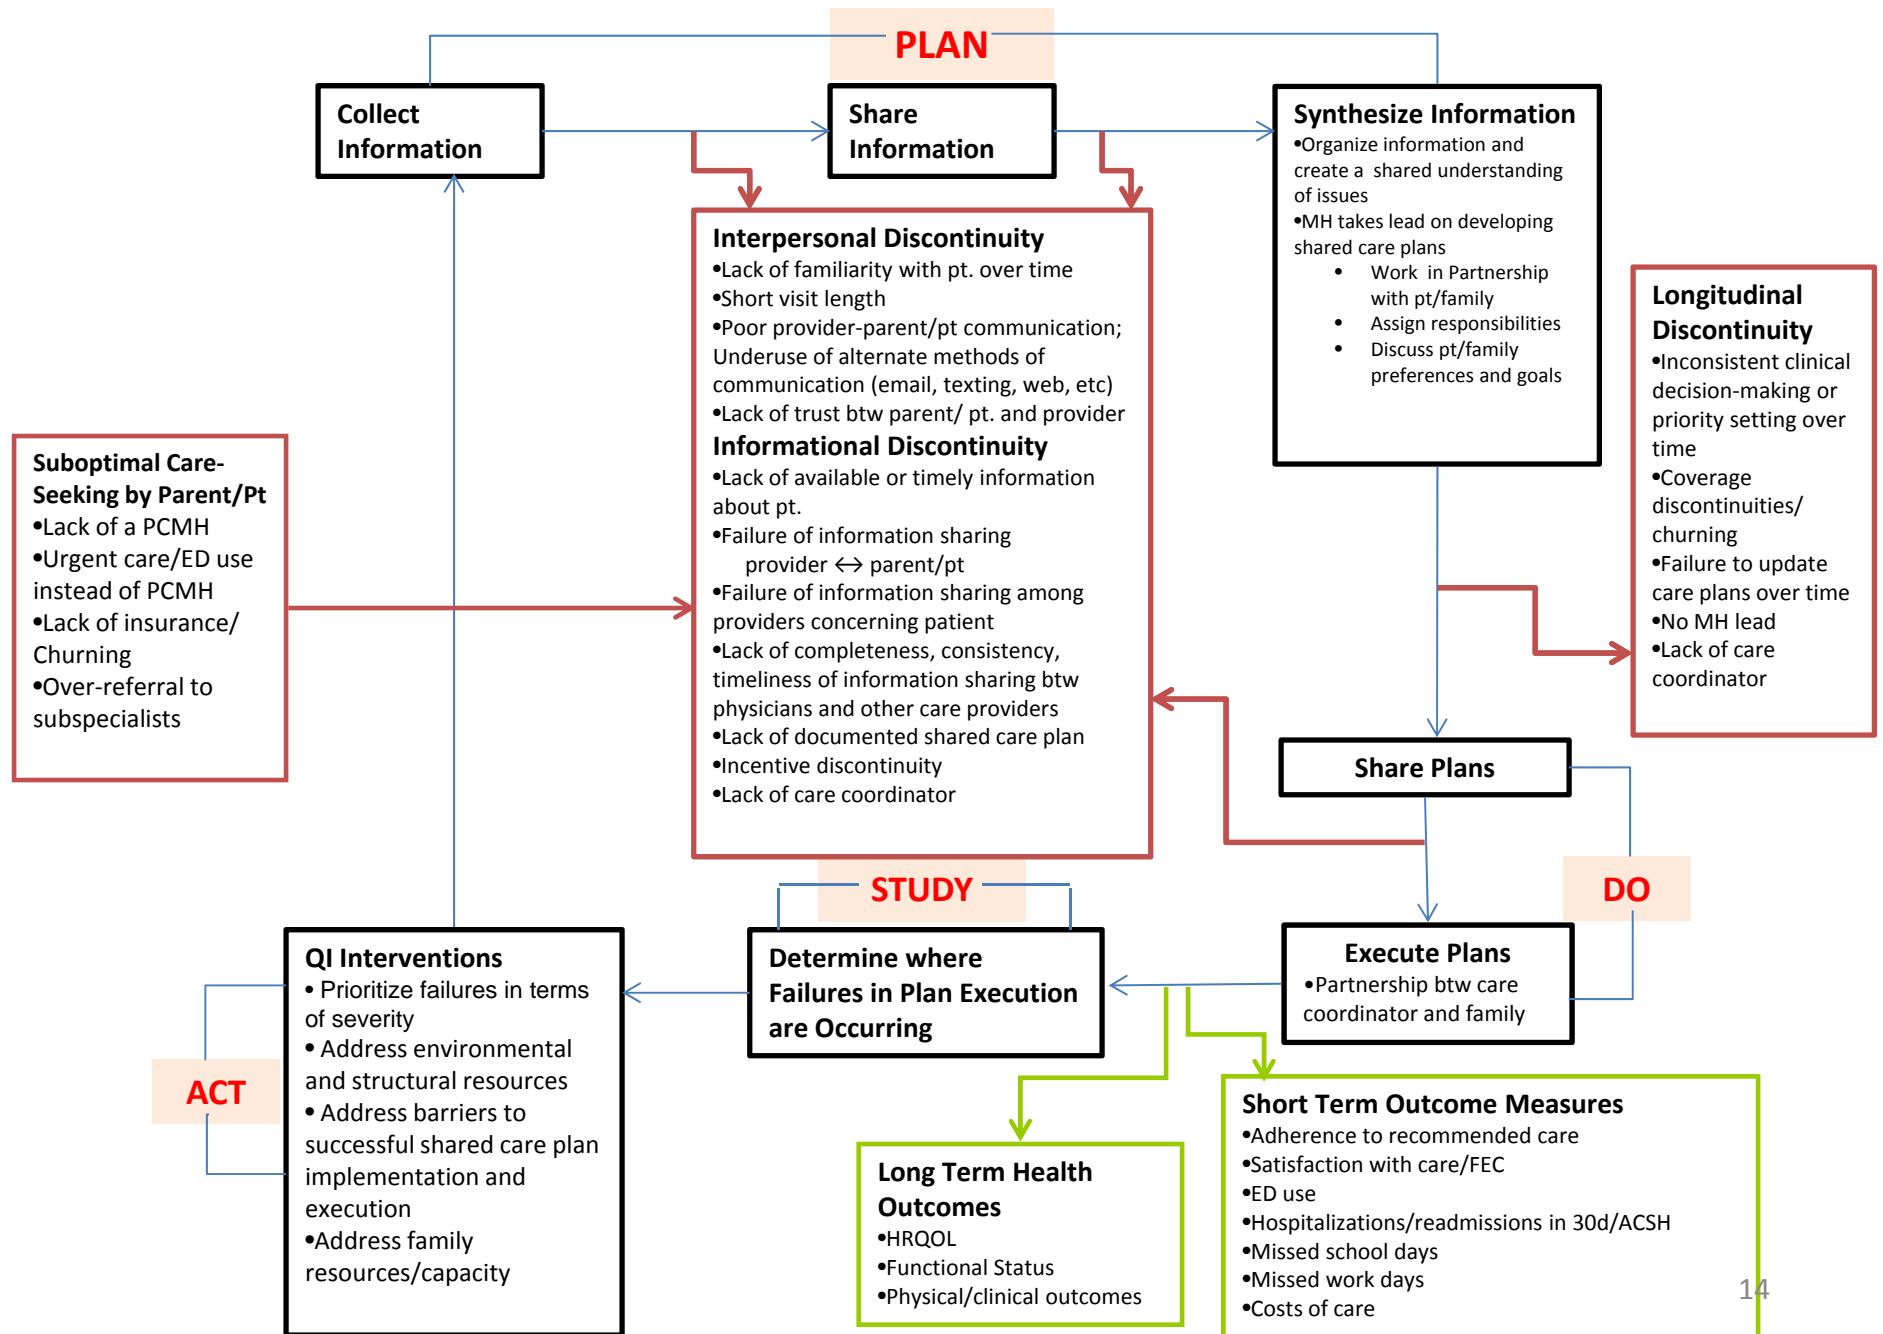 PLAN
Collect
Information
Share
Information
Synthesize Information
•Organize information and
create a  shared understanding
of issues
•MH takes lead on developing
shared care plans
• Work  in Partnership
with pt/family
• Assign responsibilities
• Discuss pt/family
preferences and goals
Interpersonal Discontinuity
•Lack of familiarity with pt. over time
•Short visit length
•Poor provider-parent/pt communication;
Underuse of alternate methods of
communication (email, texting, web, etc)
•Lack of trust btw parent/ pt. and provider
Informational Discontinuity
•Lack of available or timely information
about pt.
•Failure of information sharing
provider ↔ parent/pt
•Failure of information sharing among
providers concerning patient
•Lack of completeness, consistency,
timeliness of information sharing btw
physicians and other care providers
•Lack of documented shared care plan
•Incentive discontinuity
•Lack of care coordinator
Longitudinal
Discontinuity
•Inconsistent clinical
decision-making or
priority setting over
time
•Coverage
discontinuities/
churning
•Failure to update
care plans over time
•No MH lead
•Lack of care
coordinator
Suboptimal Care-
Seeking by Parent/Pt
•Lack of a PCMH
•Urgent care/ED use
instead of PCMH
•Lack of insurance/
Churning
•Over-referral to
subspecialists
Share Plans
DO
Execute Plans
•Partnership btw care
coordinator and family
STUDY
Determine where
Failures in Plan Execution
are Occurring
QI Interventions
• Prioritize failures in terms
of severity
• Address environmental
and structural resources
• Address barriers to
successful shared care plan
implementation and
execution
•Address family
resources/capacity
ACT
Long Term Health
Outcomes
•HRQOL
•Functional Status
•Physical/clinical outcomes
Short Term Outcome Measures
•Adherence to recommended care
•Satisfaction with care/FEC
•ED use
•Hospitalizations/readmissions in 30d/ACSH
•Missed school days
•Missed work days
•Costs of care
14